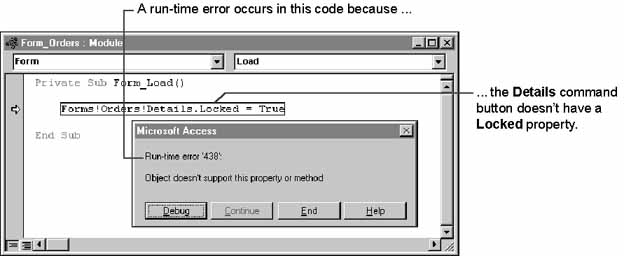 A run-time error occurs in this code because ...
Form_Orders : Module
Form
Load
Private Sub Form_Load()
Forms!Orders!Details.Locked = True
End Sub
... the Details command
button doesn't have a
Locked property.
Microsoft Access
Run-time error '438':
Object doesn't support this property or method
Debug
Continue
End
Help